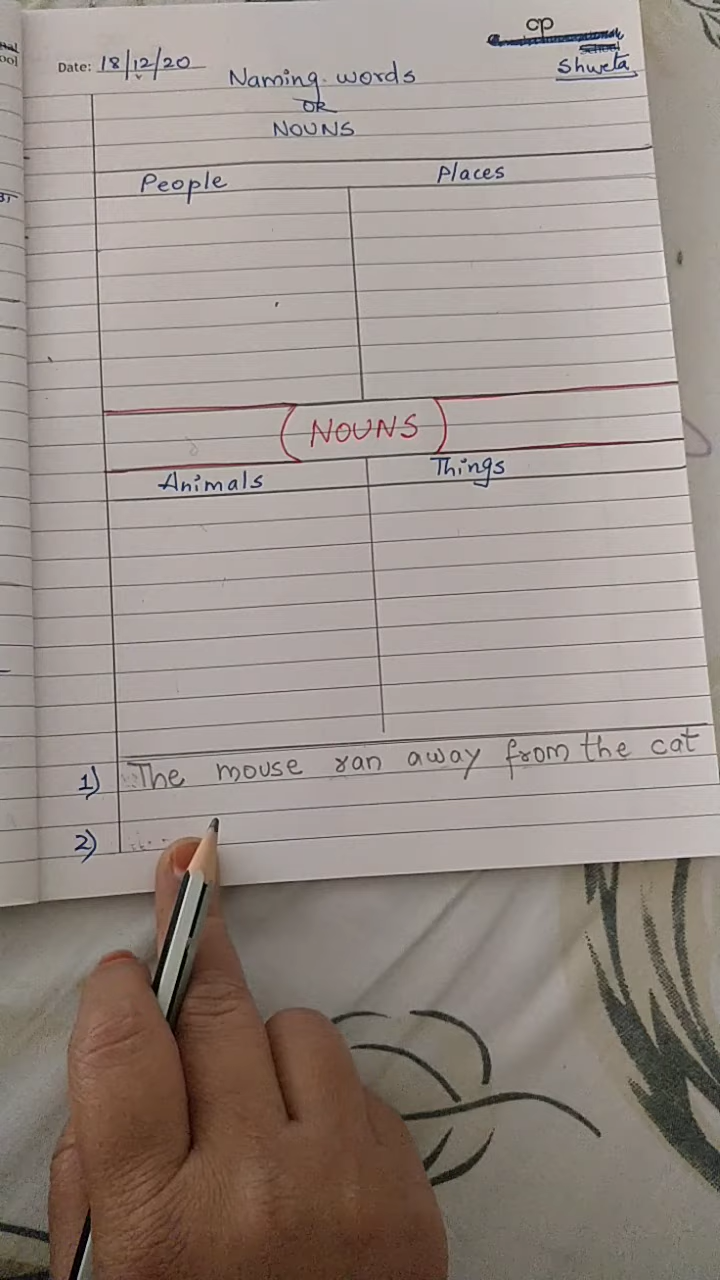 Date: 18/12/20
CP
Shweta
Naming words
OR
NOUNS
People
Places
NOUNS
Animals
Things
1) The mouse ran away from the cat
2)